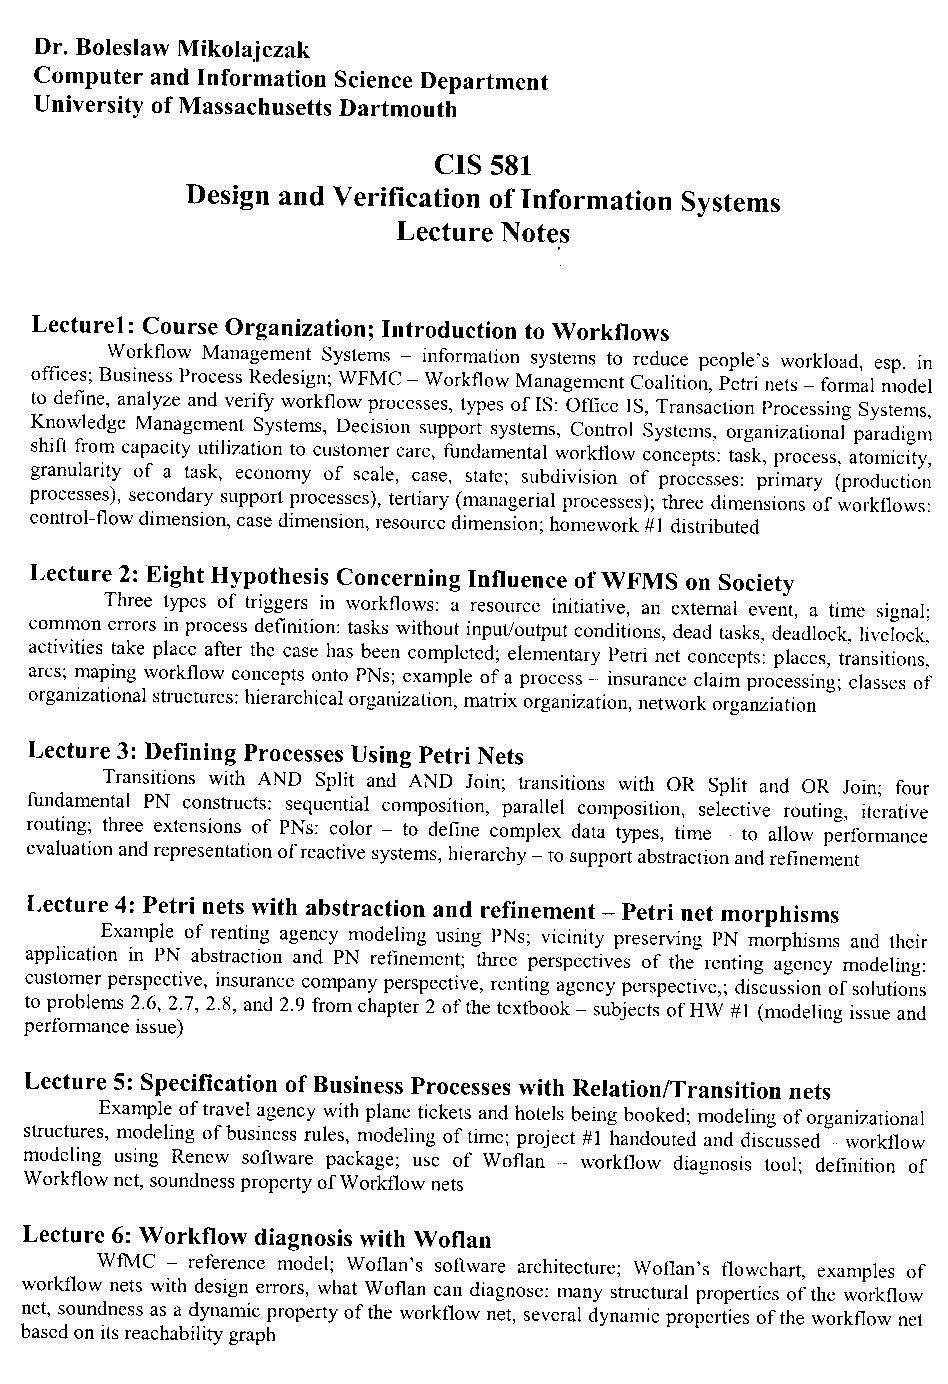 Dr. Boleslaw Mikolajczak
Computer and Information Science Department
University of Massachusetts Dartmouth
CIS 581
Design and Verification of Information Systems
Lecture Notes
Lecture1: Course Organization; Introduction to Workflows
Workflow Management Systems – information systems to reduce people's workload, esp. in
offices; Business Process Redesign; WFMC – Workflow Management Coalition, Petri nets – formal model
to define, analyze and verify workflow processes, types of IS: Office IS, Transaction Processing Systems,
Knowledge Management Systems, Decision support systems, Control Systems, organizational paradigm
shift from capacity utilization to customer care, fundamental workflow concepts: task, process, atomicity,
granularity of a task, economy of scale, case, state; subdivision of processes: primary (production
processes), secondary support processes), tertiary (managerial processes); three dimensions of workflows:
control-flow dimension, case dimension, resource dimension; homework #1 distributed
Lecture 2: Eight Hypothesis Concerning Influence of WFMS on Society
Three types of triggers in workflows: a resource initiative, an external event, a time signal;
common errors in process definition: tasks without input/output conditions, dead tasks, deadlock, livelock,
activities take place after the case has been completed; elementary Petri net concepts: places, transitions,
arcs; maping workflow concepts onto PNs; example of a process – insurance claim processing; classes of
organizational structures: hierarchical organization, matrix organization, network organziation
Lecture 3: Defining Processes Using Petri Nets
Transitions with AND Split and AND Join; transitions with OR Split and OR Join; four
fundamental PN constructs: sequential composition, parallel composition, selective routing, iterative
routing; three extensions of PNs: color – to define complex data types, time - to allow performance
evaluation and representation of reactive systems, hierarchy – to support abstraction and refinement
Lecture 4: Petri nets with abstraction and refinement – Petri net morphisms
Example of renting agency modeling using PNs; vicinity preserving PN morphisms and their
application in PN abstraction and PN refinement; three perspectives of the renting agency modeling:
customer perspective, insurance company perspective, renting agency perspective,; discussion of solutions
to problems 2.6, 2.7, 2.8, and 2.9 from chapter 2 of the textbook – subjects of HW #1 (modeling issue and
performance issue)
Lecture 5: Specification of Business Processes with Relation/Transition nets
Example of travel agency with plane tickets and hotels being booked; modeling of organizational
structures, modeling of business rules, modeling of time; project #1 handouted and discussed - workflow
modeling using Renew software package; use of Woflan – workflow diagnosis tool; definition of
Workflow net, soundness property of Workflow nets
Lecture 6: Workflow diagnosis with Woflan
WfMC – reference model; Woflan's software architecture; Woflan's flowchart, examples of
workflow nets with design errors, what Woflan can diagnose: many structural properties of the workflow
net, soundness as a dynamic property of the workflow net, several dynamic properties of the workflow net
based on its reachability graph